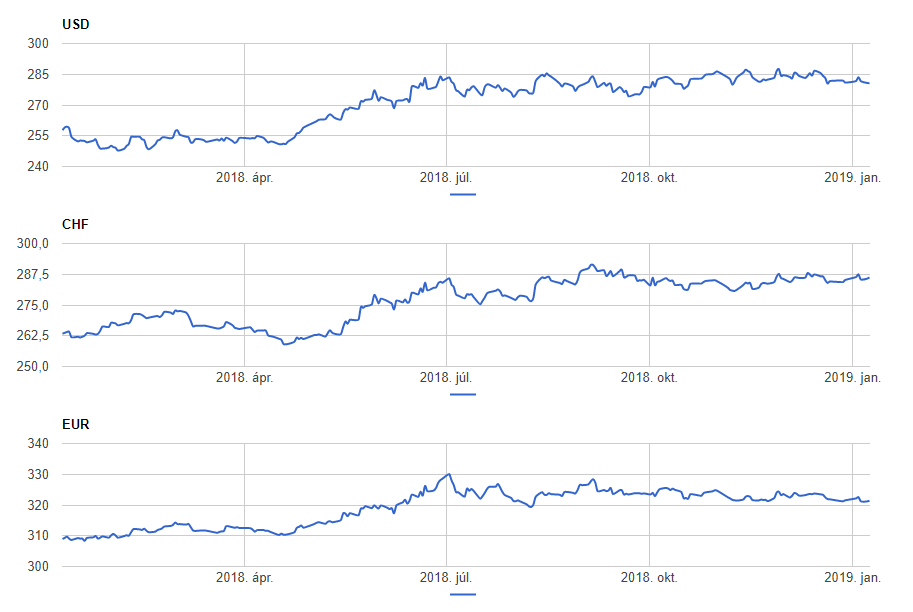 USD
300
285
270
255
240
2018. ápr.
2018. júl.
2018. okt.
2019. jan.
CHF
300,0
287,5
275,0
262,5
250,0
2018. ápr.
2018. júl.
2018. okt.
2019. jan.
EUR
340
330
320
310
300
2018. ápr.
2018. júl.
2018. okt.
2019. jan.